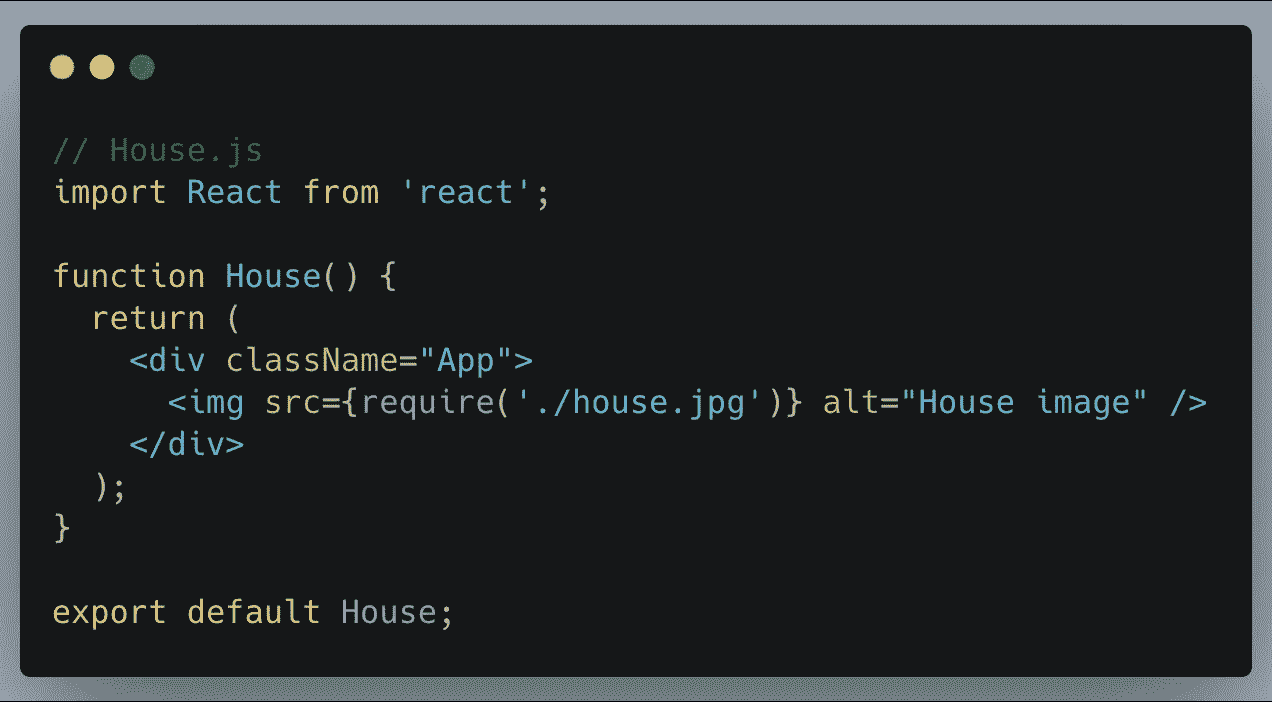 // House.js
import React from 'react';
function House() {
return (
<div className="App">
<img src={require('./house.jpg')} alt="House image" />
</div>
);
}
export default House;